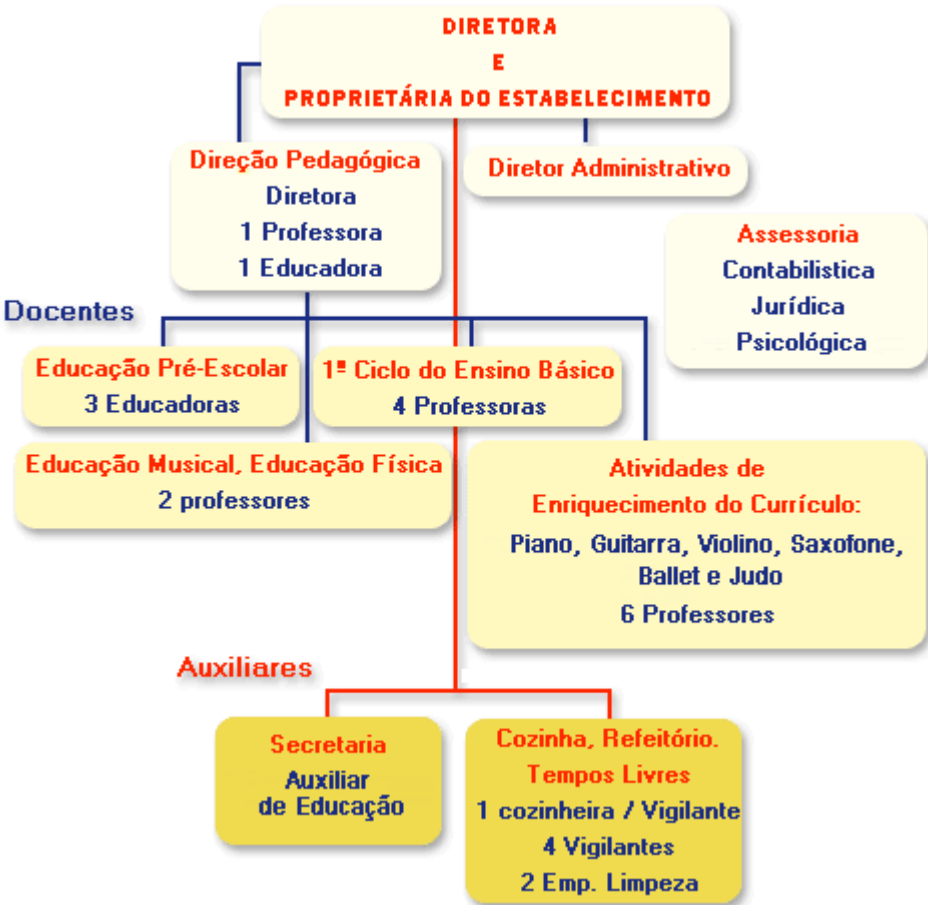 DIRETORA
E
PROPRIETÁRIA DO ESTABELECIMENTO
Direção Pedagógica
Diretora
1 Professora
1 Educadora
Diretor Administrativo
Assessoria
Contabilistica
Jurídica
Psicológica
Docentes
Educação Pré-Escolar
3 Educadoras
1º Ciclo do Ensino Básico
4 Professoras
Educação Musical, Educação Física
2 professores
Atividades de
Enriquecimento do Currículo:
Piano, Guitarra, Violino, Saxofone,
Ballet e Judo
6 Professores
Auxiliares
Secretaria
Auxiliar
de Educação
Cozinha, Refeitório.
Tempos Livres
1 cozinheira / Vigilante
4 Vigilantes
2 Emp. Limpeza